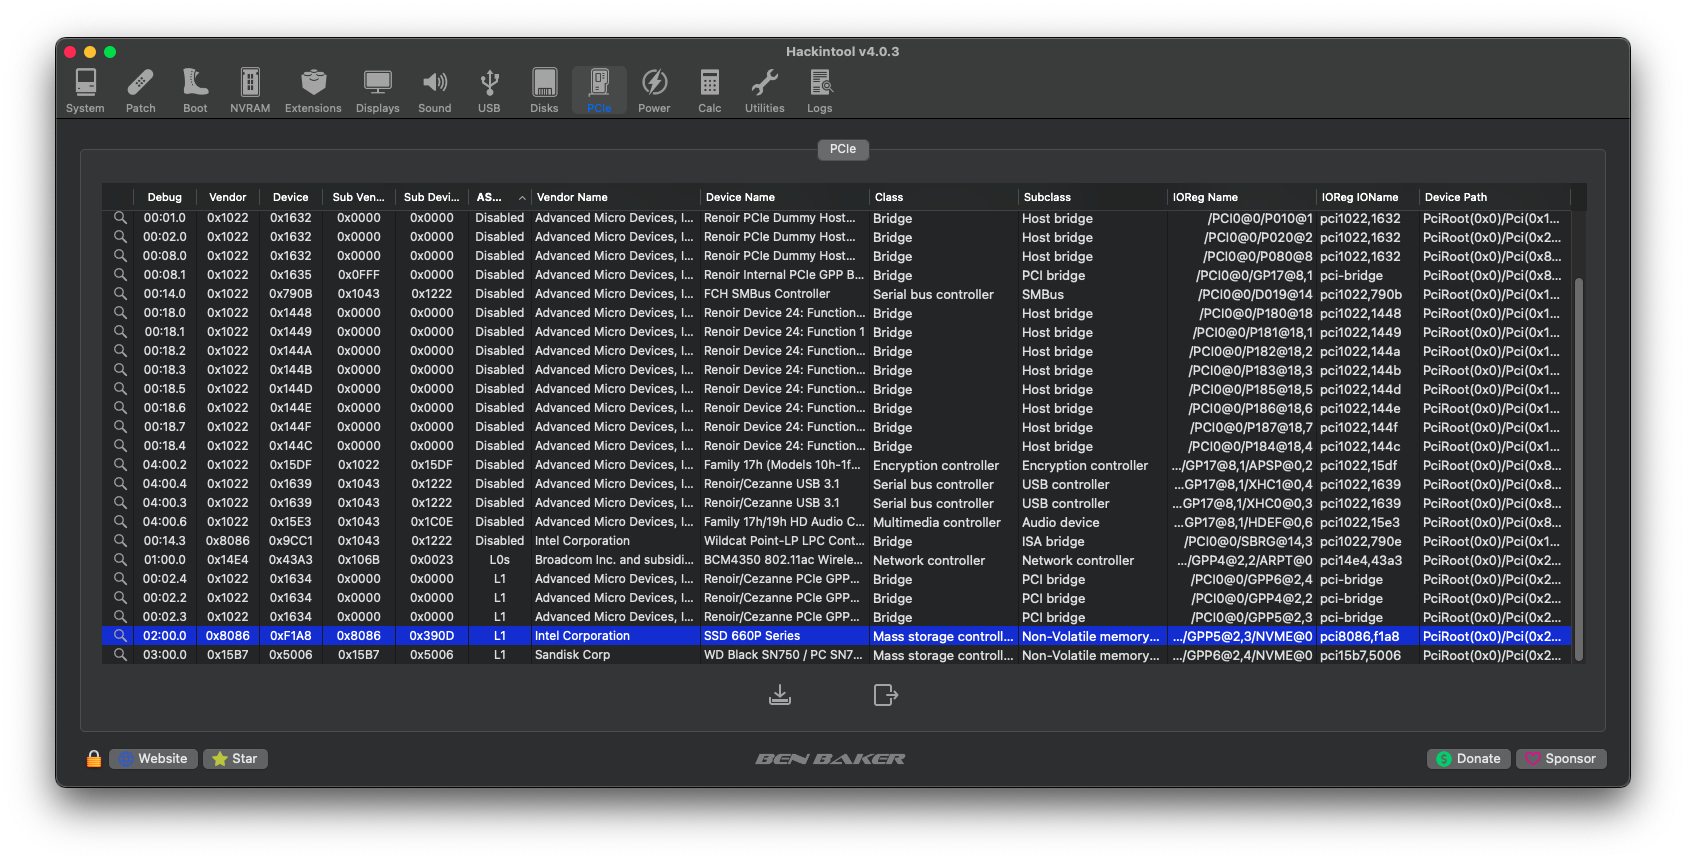 Hackintool v4.0.3
System Patch Boot NVRAM Extensions Displays Sound USB Disks PCIe Power Calc Utilities Logs
PCIe
Debug Vendor Device Sub Ven... Sub Devi... AS... Vendor Name Device Name Class Subclass IOReg Name IOReg IOName Device Path
00:01.0 0x1022 0x1632 0x0000 0x0000 Disabled Advanced Micro Devices, I... Renoir PCIe Dummy Host... Bridge Host bridge /PCI0@0/P010@1 pci1022,1632 PciRoot(0x0)/Pci(0x1...
00:02.0 0x1022 0x1632 0x0000 0x0000 Disabled Advanced Micro Devices, I... Renoir PCIe Dummy Host... Bridge Host bridge /PCI0@0/P020@2 pci1022,1632 PciRoot(0x0)/Pci(0x2...
00:08.0 0x1022 0x1632 0x0000 0x0000 Disabled Advanced Micro Devices, I... Renoir PCIe Dummy Host... Bridge Host bridge /PCI0@0/P080@8 pci1022,1632 PciRoot(0x0)/Pci(0x8...
00:08.1 0x1022 0x1635 0x0FFF 0x0000 Disabled Advanced Micro Devices, I... Renoir Internal PCIe GPP B... Bridge PCI bridge /PCI0@0/GP17@8,1 pci-bridge PciRoot(0x0)/Pci(0x8...
00:14.0 0x1022 0x790B 0x1043 0x1222 Disabled Advanced Micro Devices, I... FCH SMBus Controller Serial bus controller SMBus /PCI0@0/D019@14 pci1022,790b PciRoot(0x0)/Pci(0x1...
00:18.0 0x1022 0x1448 0x0000 0x0000 Disabled Advanced Micro Devices, I... Renoir Device 24: Function... Bridge Host bridge /PCI0@0/P180@18 pci1022,1448 PciRoot(0x0)/Pci(0x1...
00:18.1 0x1022 0x1449 0x0000 0x0000 Disabled Advanced Micro Devices, I... Renoir Device 24: Function 1 Bridge Host bridge /PCI0@0/P181@18,1 pci1022,1449 PciRoot(0x0)/Pci(0x1...
00:18.2 0x1022 0x144A 0x0000 0x0000 Disabled Advanced Micro Devices, I... Renoir Device 24: Function... Bridge Host bridge /PCI0@0/P182@18,2 pci1022,144a PciRoot(0x0)/Pci(0x1...
00:18.3 0x1022 0x144B 0x0000 0x0000 Disabled Advanced Micro Devices, I... Renoir Device 24: Function... Bridge Host bridge /PCI0@0/P183@18,3 pci1022,144b PciRoot(0x0)/Pci(0x1...
00:18.5 0x1022 0x144D 0x0000 0x0000 Disabled Advanced Micro Devices, I... Renoir Device 24: Function... Bridge Host bridge /PCI0@0/P185@18,5 pci1022,144d PciRoot(0x0)/Pci(0x1...
00:18.6 0x1022 0x144E 0x0000 0x0000 Disabled Advanced Micro Devices, I... Renoir Device 24: Function... Bridge Host bridge /PCI0@0/P186@18,6 pci1022,144e PciRoot(0x0)/Pci(0x1...
00:18.7 0x1022 0x144F 0x0000 0x0000 Disabled Advanced Micro Devices, I... Renoir Device 24: Function... Bridge Host bridge /PCI0@0/P187@18,7 pci1022,144f PciRoot(0x0)/Pci(0x1...
00:18.4 0x1022 0x144C 0x0000 0x0000 Disabled Advanced Micro Devices, I... Renoir Device 24: Function... Bridge Host bridge /PCI0@0/P184@18,4 pci1022,144c PciRoot(0x0)/Pci(0x1...
04:00.2 0x1022 0x15DF 0x1022 0x15DF Disabled Advanced Micro Devices, I... Family 17h (Models 10h-1f... Encryption controller Encryption controller .../GP17@8,1/APSP@0,2 pci1022,15df PciRoot(0x0)/Pci(0x8...
04:00.4 0x1022 0x1639 0x1043 0x1222 Disabled Advanced Micro Devices, I... Renoir/Cezanne USB 3.1 Serial bus controller USB controller ...GP17@8,1/XHC1@0,4 pci1022,1639 PciRoot(0x0)/Pci(0x8...
04:00.3 0x1022 0x1639 0x1043 0x1222 Disabled Advanced Micro Devices, I... Renoir/Cezanne USB 3.1 Serial bus controller USB controller ...GP17@8,1/XHC0@0,3 pci1022,1639 PciRoot(0x0)/Pci(0x8...
04:00.6 0x1022 0x15E3 0x1043 0x1C0E Disabled Advanced Micro Devices, I... Family 17h/19h HD Audio C... Multimedia controller Audio device ...GP17@8,1/HDEF@0,6 pci1022,15e3 PciRoot(0x0)/Pci(0x8...
00:14.3 0x8086 0x9CC1 0x1043 0x1222 Disabled Intel Corporation Wildcat Point-LP LPC Cont... Bridge ISA bridge /PCI0@0/SBRG@14,3 pci1022,790e PciRoot(0x0)/Pci(0x1...
01:00.0 0x14E4 0x43A3 0x106B 0x0023 L0s Broadcom Inc. and subsidi... BCM4350 802.11ac Wirele... Network controller Network controller .../GPP4@2,2/ARPT@0 pci14e4,43a3 PciRoot(0x0)/Pci(0x2...
00:02.4 0x1022 0x1634 0x0000 0x0000 L1 Advanced Micro Devices, I... Renoir/Cezanne PCIe GPP... Bridge PCI bridge /PCI0@0/GPP6@2,4 pci-bridge PciRoot(0x0)/Pci(0x2...
00:02.2 0x1022 0x1634 0x0000 0x0000 L1 Advanced Micro Devices, I... Renoir/Cezanne PCIe GPP... Bridge PCI bridge /PCI0@0/GPP4@2,2 pci-bridge PciRoot(0x0)/Pci(0x2...
00:02.3 0x1022 0x1634 0x0000 0x0000 L1 Advanced Micro Devices, I... Renoir/Cezanne PCIe GPP... Bridge PCI bridge /PCI0@0/GPP5@2,3 pci-bridge PciRoot(0x0)/Pci(0x2...
02:00.0 0x8086 0xF1A8 0x8086 0x390D L1 Intel Corporation SSD 660P Series Mass storage controll... Non-Volatile memory... .../GPP5@2,3/NVME@0 pci8086,f1a8 PciRoot(0x0)/Pci(0x2...
03:00.0 0x15B7 0x5006 0x15B7 0x5006 L1 Sandisk Corp WD Black SN750 / PC SN7... Mass storage controll... Non-Volatile memory... .../GPP6@2,4/NVME@0 pci15b7,5006 PciRoot(0x0)/Pci(0x2...
Website Star BEN BAKER Donate Sponsor